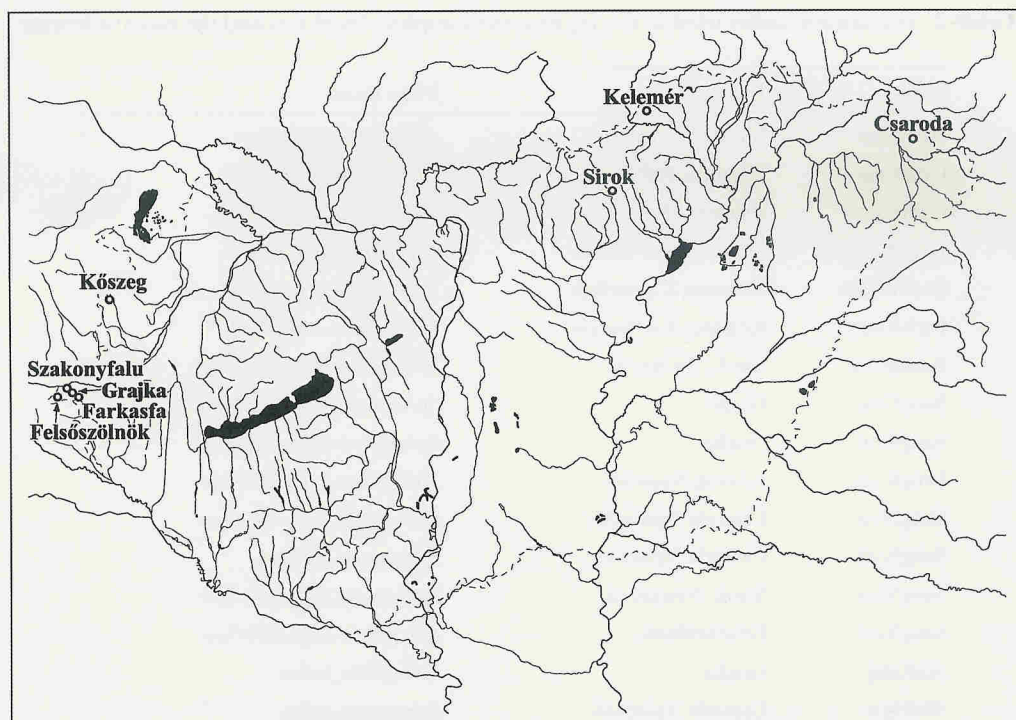 Kelemér
Csaroda
Sirok
Kőszeg
Szakonyfalu
Grajka
Farkasfa
Felsőszölnök